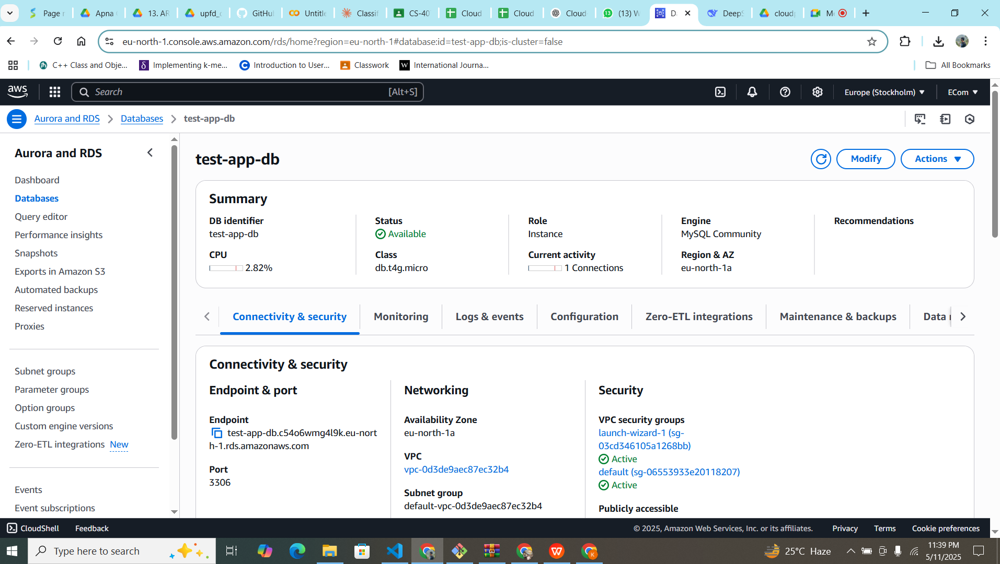 Page r
Apna
13. AR
upfd_c
GitHu
Untitle
Classif
CS-40
Cloud
Cloud
Cloud
(13) W
Da
DeepS
cloudp
Me
eu-north-1.console.aws.amazon.com/rds/home?region=eu-north-1#database:id=test-app-db;is-cluster=false
C++ Class and Obje...
Implementing k-me...
Introduction to User...
Classwork
International Journa...
All Bookmarks
aws
Search
[Alt+S]
Europe (Stockholm)
ECom
Aurora and RDS
Databases
test-app-db
Aurora and RDS
Dashboard
Databases
Query editor
Performance insights
Snapshots
Exports in Amazon S3
Automated backups
Reserved instances
Proxies
Subnet groups
Parameter groups
Option groups
Custom engine versions
Zero-ETL integrations New
Events
Event subscriptions
test-app-db
Modify
Actions
Summary
DB identifier
test-app-db
CPU
2.82%
Status
Available
Class
db.t4g.micro
Role
Instance
Current activity
1 Connections
Engine
MySQL Community
Region & AZ
eu-north-1a
Recommendations
Connectivity & security
Monitoring
Logs & events
Configuration
Zero-ETL integrations
Maintenance & backups
Data
Connectivity & security
Endpoint & port
Endpoint
test-app-db.c54o6wmg4l9k.eu-nort
h-1.rds.amazonaws.com
Port
3306
Networking
Availability Zone
eu-north-1a
VPC
vpc-0d3de9aec87ec32b4
Subnet group
default-vpc-0d3de9aec87ec32b4
Security
VPC security groups
launch-wizard-1 (sg-
03cd346105a1268bb)
Active
default (sg-06553933e20118207)
Active
Publicly accessible
CloudShell
Feedback
© 2025, Amazon Web Services, Inc. or its affiliates.
Privacy
Terms
Cookie preferences
Type here to search
25°C Haze
11:39 PM
5/11/2025